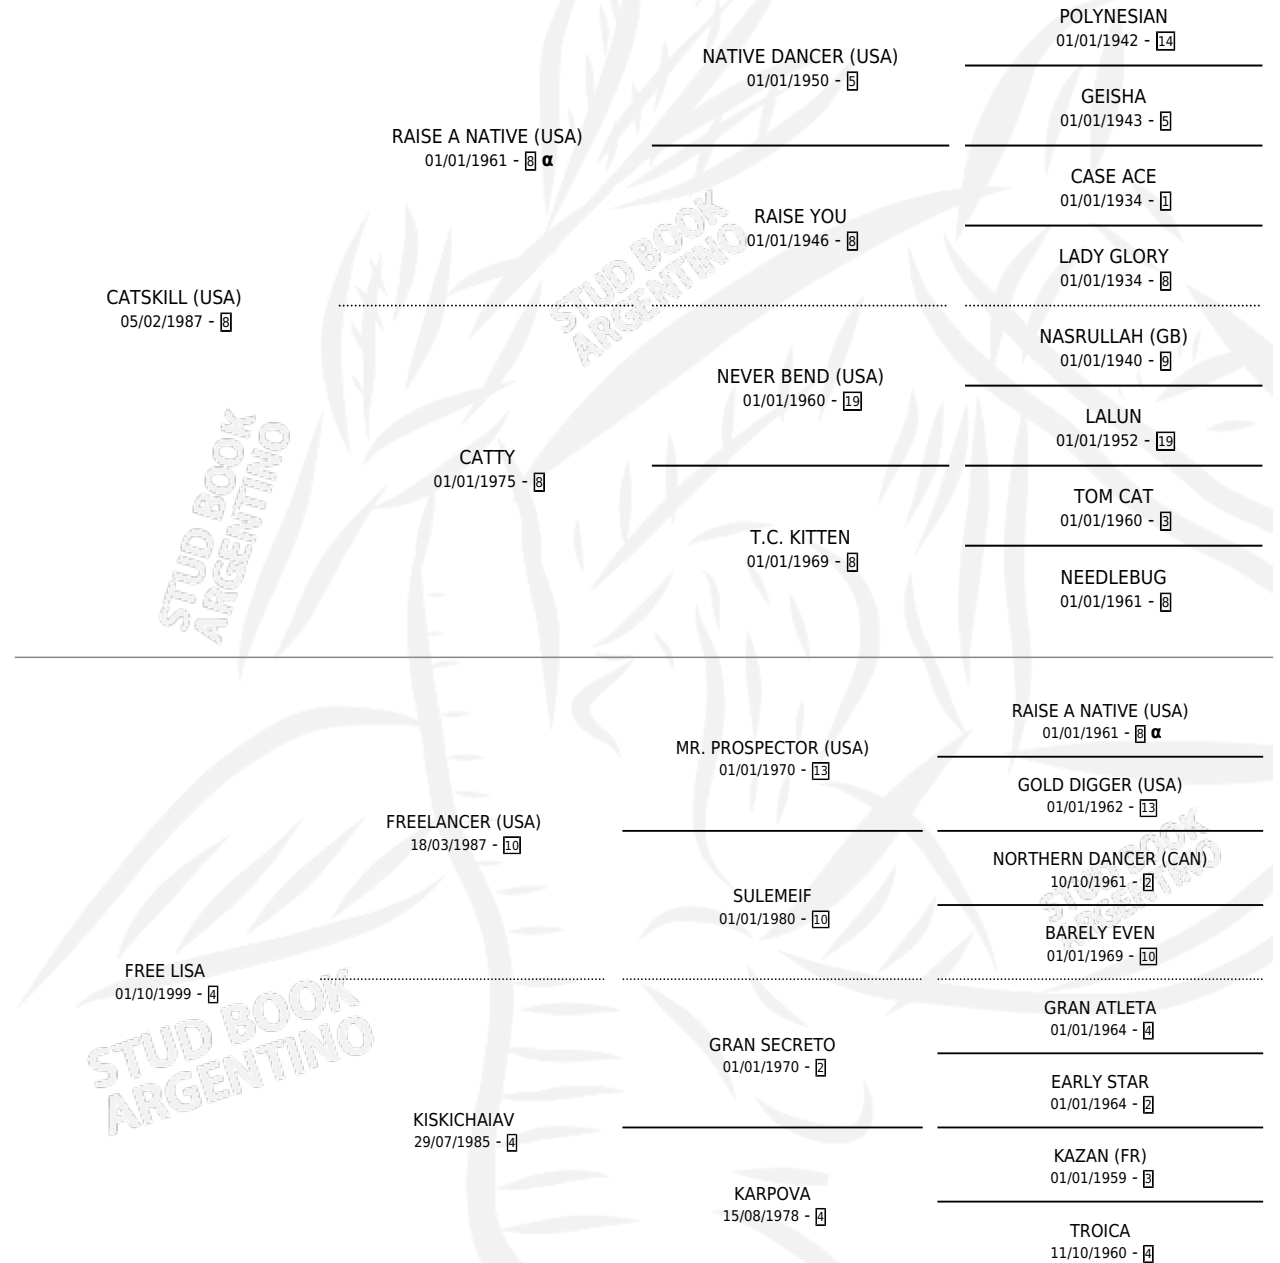 POLYNESIAN
01/01/1942 - 14
NATIVE DANCER (USA)
01/01/1950 - 5
GEISHA
01/01/1943 - 5
RAISE A NATIVE (USA)
01/01/1961 - 8 α
CASE ACE
01/01/1934 - 1
RAISE YOU
01/01/1946 - 8
LADY GLORY
01/01/1934 - 8
CATSKILL (USA)
05/02/1987 - 8
NASRULLAH (GB)
01/01/1940 - 9
NEVER BEND (USA)
01/01/1960 - 19
LALUN
01/01/1952 - 19
CATTY
01/01/1975 - 8
TOM CAT
01/01/1960 - 3
T.C. KITTEN
01/01/1969 - 8
NEEDLEBUG
01/01/1961 - 8
RAISE A NATIVE (USA)
01/01/1961 - 8 α
MR. PROSPECTOR (USA)
01/01/1970 - 13
GOLD DIGGER (USA)
01/01/1962 - 13
FREELANCER (USA)
18/03/1987 - 10
NORTHERN DANCER (CAN)
10/10/1961 - 2
SULEMEIF
01/01/1980 - 10
BARELY EVEN
01/01/1969 - 10
FREE LISA
01/10/1999 - 4
GRAN ATLETA
01/01/1964 - 4
GRAN SECRETO
01/01/1970 - 2
EARLY STAR
01/01/1964 - 2
KISKICHAIAV
29/07/1985 - 4
KAZAN (FR)
01/01/1959 - 3
KARPOVA
15/08/1978 - 4
TROICA
11/10/1960 - 4
STUD BOOK
ARGENTINO
STUD BOOK
ARGENTINO
STUD BOOK
ARGENTINO
STUD BOOK
ARGENTINO